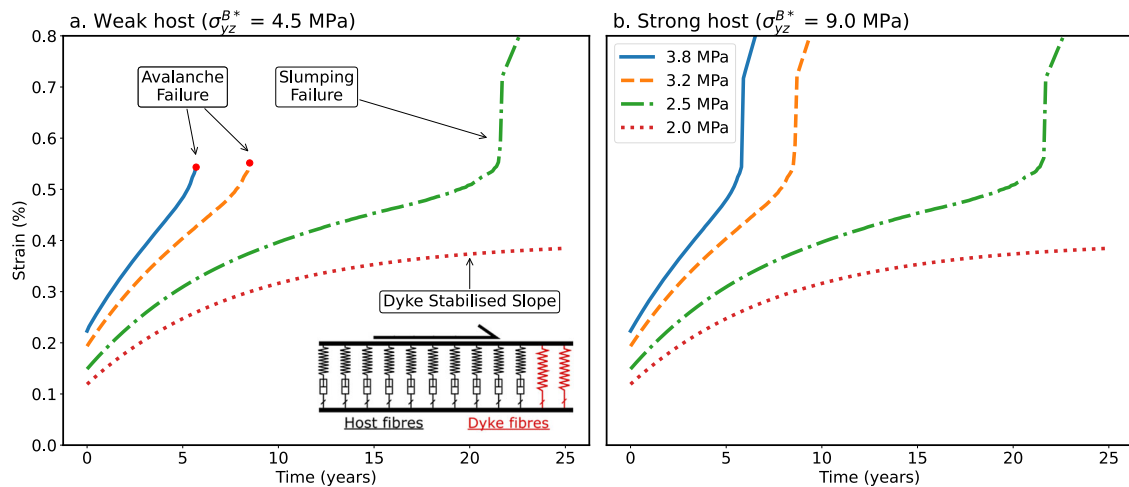 a. Weak host (σ_yz^B* = 4.5 MPa)
b. Strong host (σ_yz^B* = 9.0 MPa)
Strain (%)
0.8
0.7
0.6
0.5
0.4
0.3
0.2
0.1
0.0
Avalanche
Failure
Slumping
Failure
Dyke Stabilised Slope
Host fibres
Dyke fibres
0
5
10
15
20
25
Time (years)
3.8 MPa
3.2 MPa
2.5 MPa
2.0 MPa
0
5
10
15
20
25
Time (years)